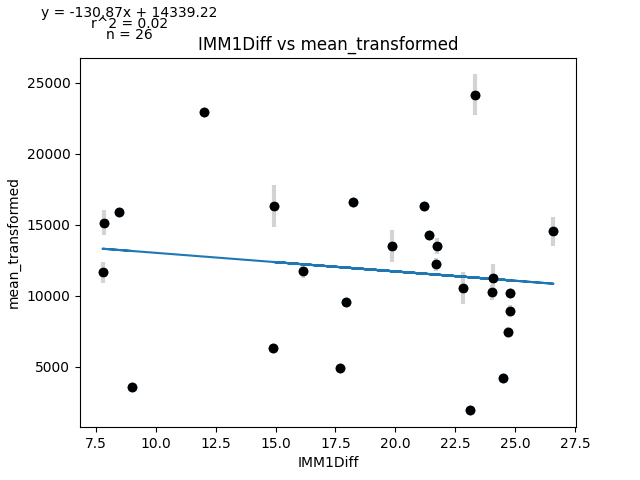 y = -130.87x + 14339.22
r^2 = 0.02
n = 26
IMM1Diff vs mean_transformed
25000
20000
15000
10000
5000
mean_transformed
7.5 10.0 12.5 15.0 17.5 20.0 22.5 25.0 27.5
IMM1Diff